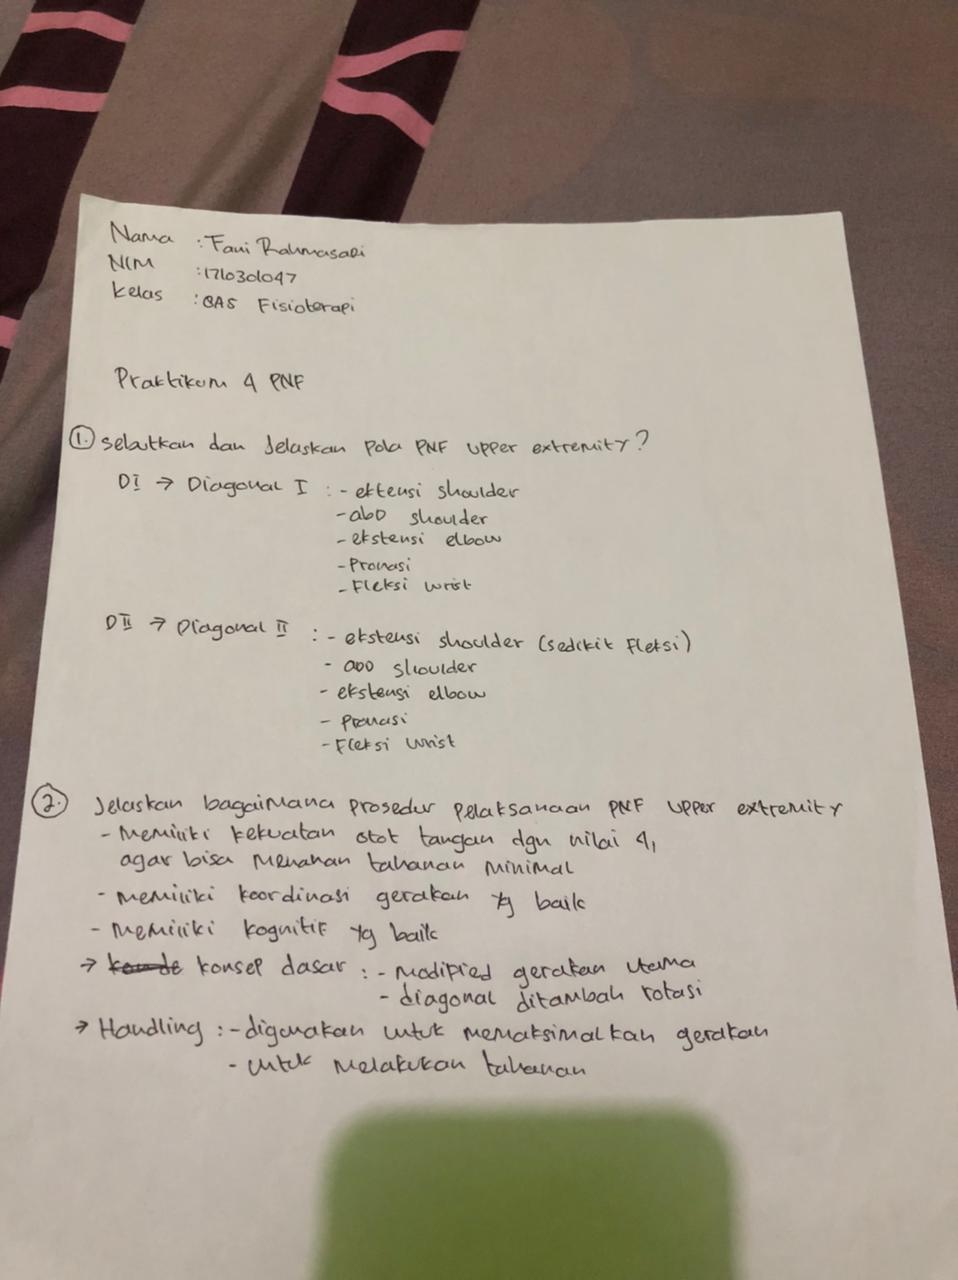 Nama : Fani Rahmasari
NIM : 1710301047
Kelas : 8A5 Fisioterapi
Praktikum 4 PNF
1. Sebutkan dan Jelaskan Pola PNF Upper extremity?
DI → Diagonal I : - ektensi shoulder
- abd shoulder
- ekstensi elbow
- Pronasi
- Fleksi wrist
DII → Diagonal II : - ekstensi shoulder (sedikit fleksi)
- abd shoulder
- ekstensi elbow
- Pronasi
- Fleksi wrist
2. Jelaskan bagaimana prosedur pelaksanaan PNF Upper extremity
- Memiliki kekuatan otot tangan dgn nilai 4,
agar bisa menahan tahanan minimal
- memiliki koordinasi gerakan yg baik
- memiliki kognitif yg baik
→ konsep dasar : - Modified gerakan utama
- diagonal ditambah rotasi
→ Handling : - digunakan untuk memaksimalkan gerakan
- untuk melakukan tahanan